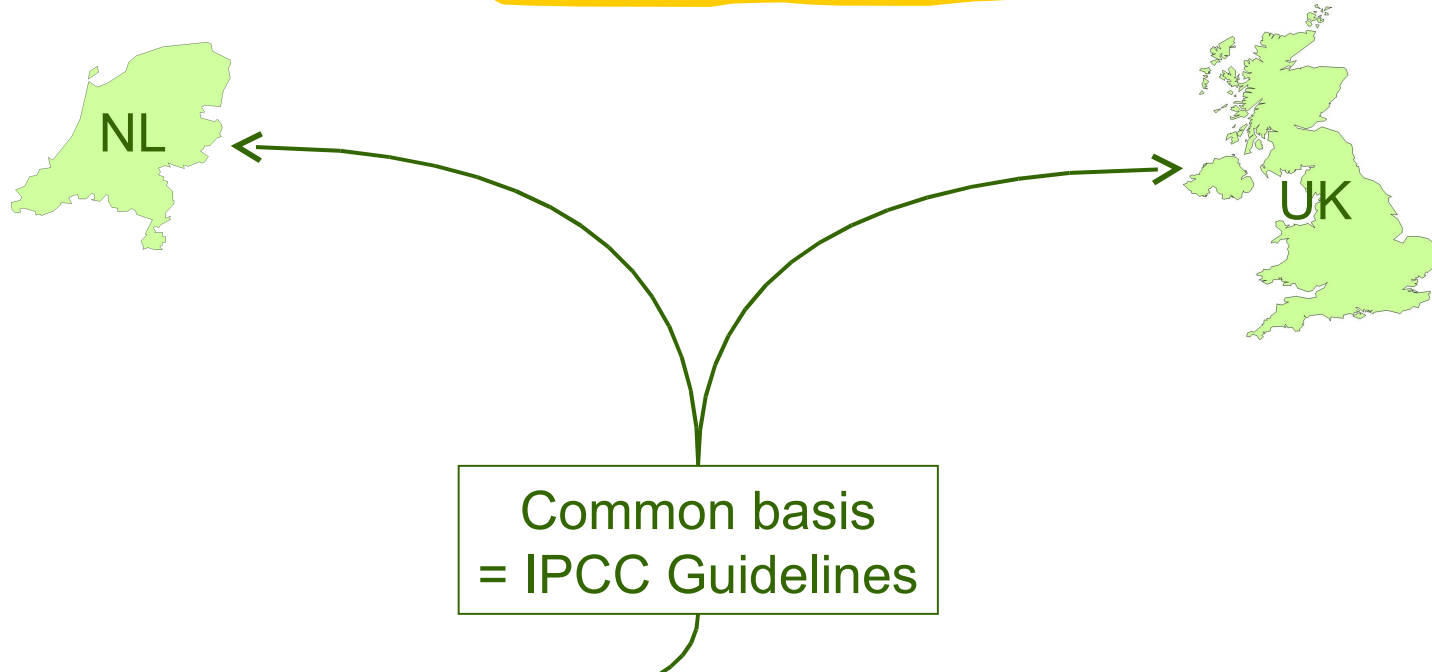 NL
UK
Common basis
= IPCC Guidelines